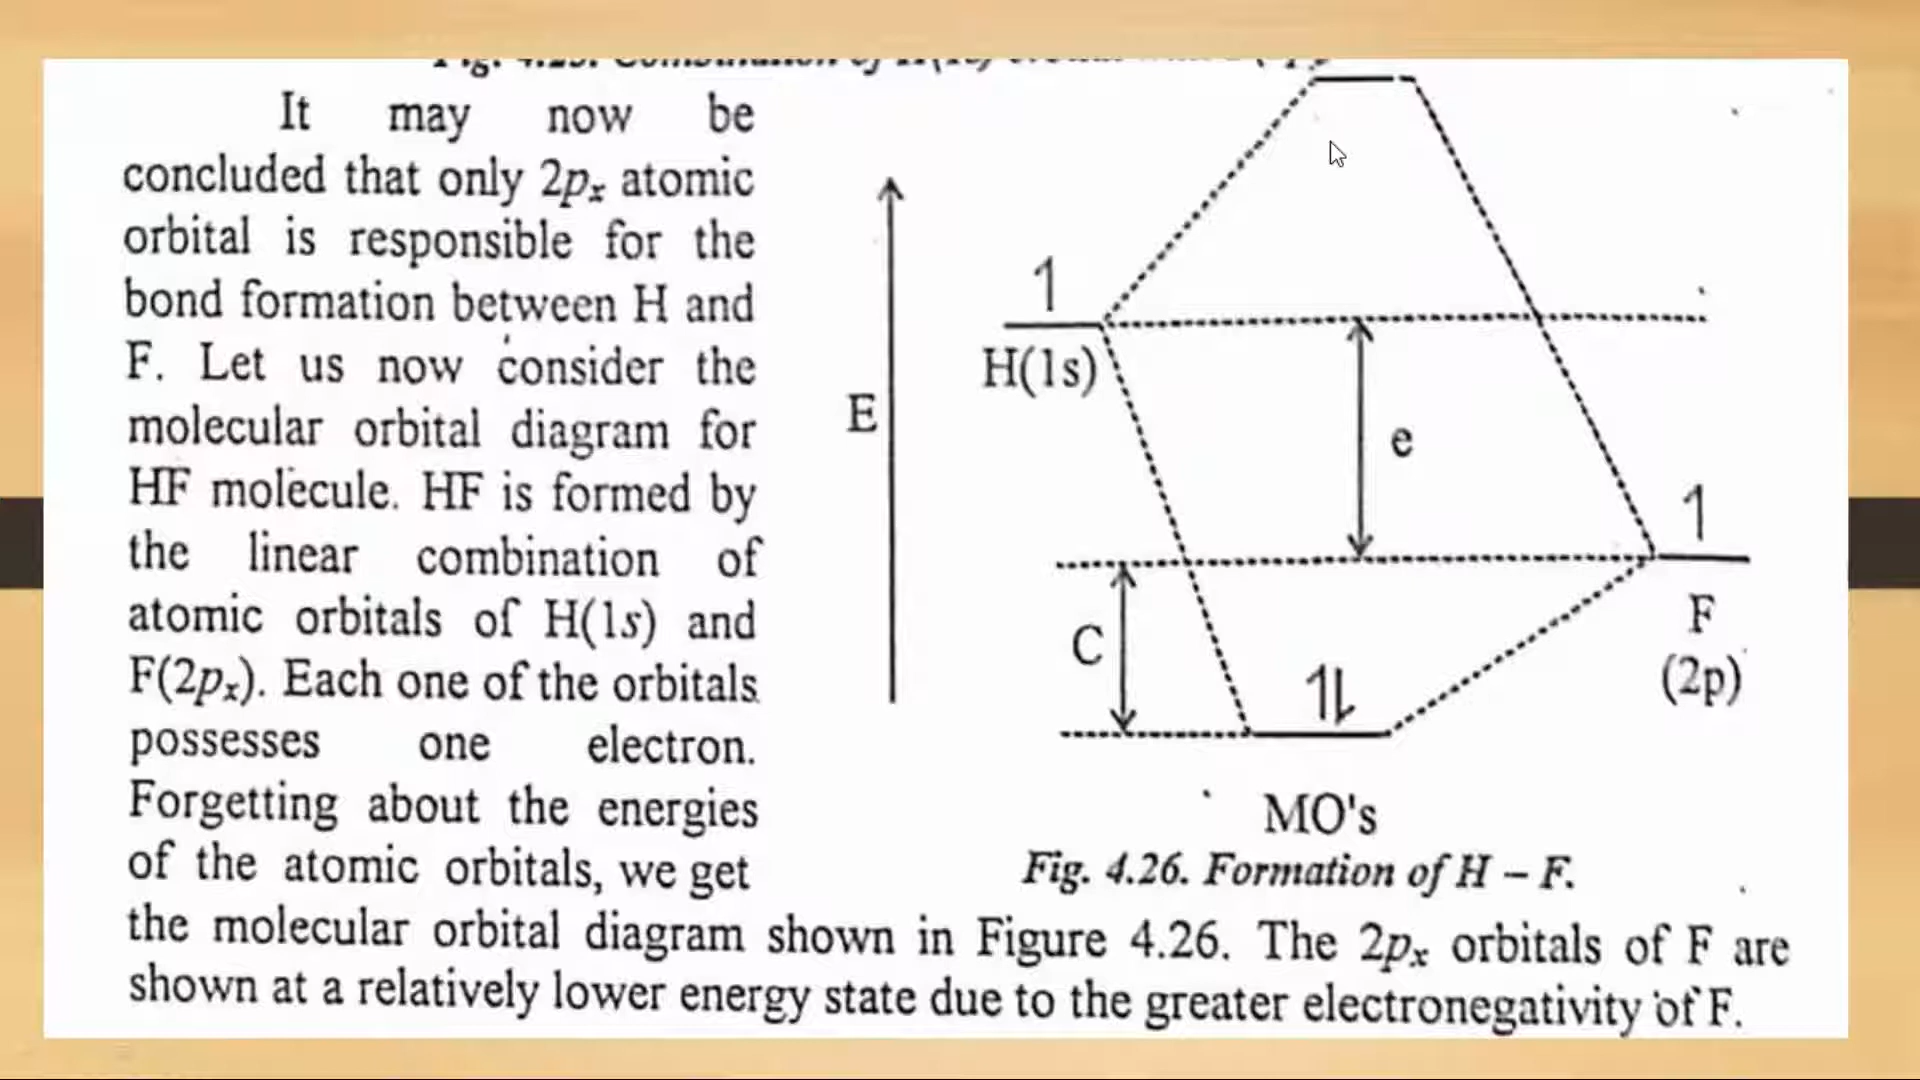 It may now be
concluded that only 2pₓ atomic
orbital is responsible for the
bond formation between H and
F. Let us now consider the
molecular orbital diagram for
HF molecule. HF is formed by
the linear combination of
atomic orbitals of H(1s) and
F(2pₓ). Each one of the orbitals
possesses one electron.
Forgetting about the energies
of the atomic orbitals, we get
the molecular orbital diagram shown in Figure 4.26. The 2pₓ orbitals of F are
shown at a relatively lower energy state due to the greater electronegativity of F.
E
1
H(1s)
e
1
F
(2p)
C
1⇂
MO's
Fig. 4.26. Formation of H – F.